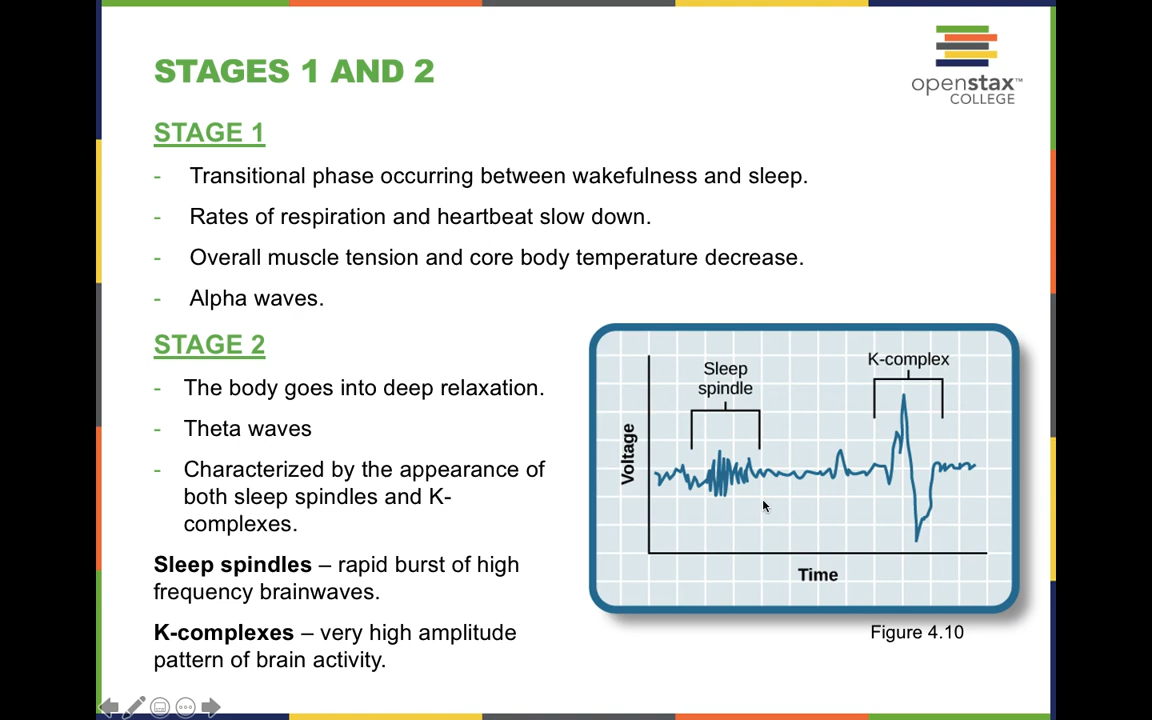 STAGES 1 AND 2
openstax™
COLLEGE
STAGE 1
- Transitional phase occurring between wakefulness and sleep.
- Rates of respiration and heartbeat slow down.
- Overall muscle tension and core body temperature decrease.
- Alpha waves.
STAGE 2
- The body goes into deep relaxation.
- Theta waves
- Characterized by the appearance of
both sleep spindles and K-
complexes.
Sleep spindles – rapid burst of high
frequency brainwaves.
K-complexes – very high amplitude
pattern of brain activity.
Sleep
spindle
K-complex
Voltage
Time
Figure 4.10